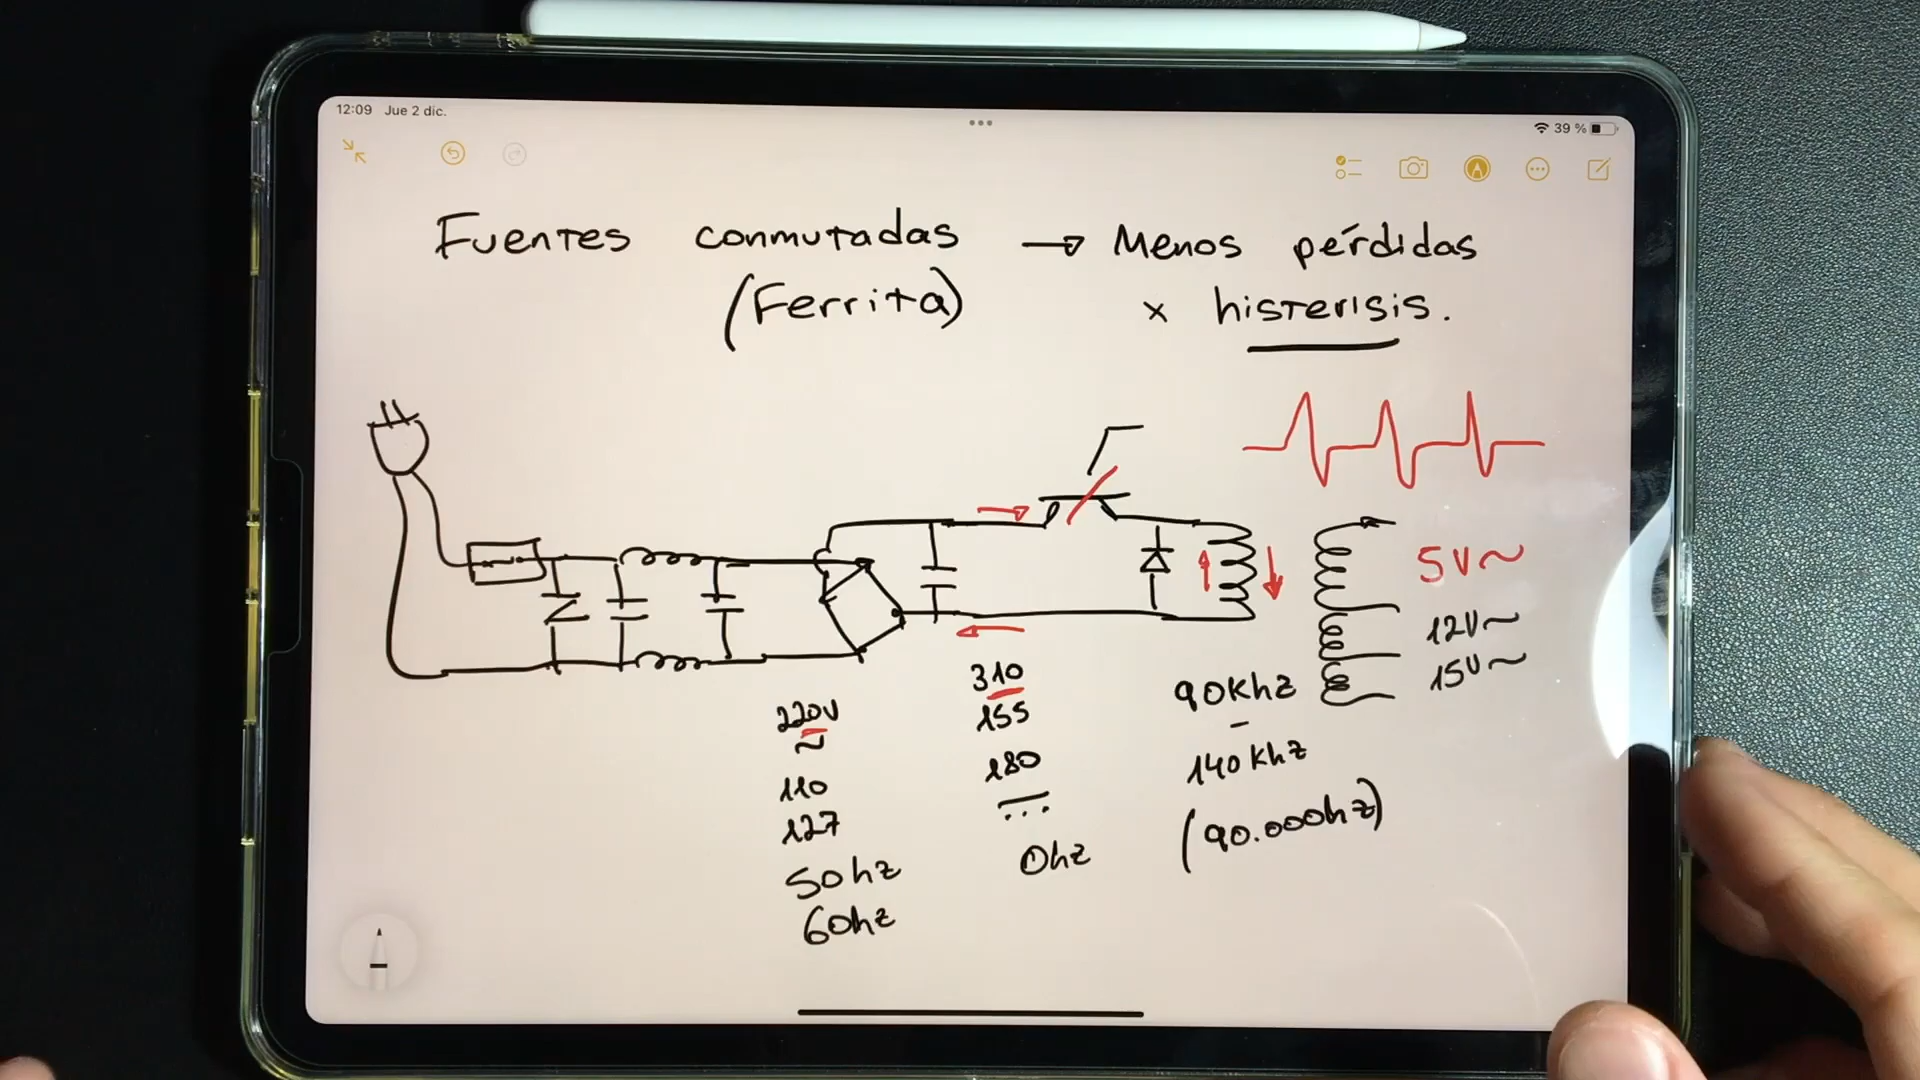 12:09 Jue 2 dic.
39 %
Fuentes conmutadas → Menos pérdidas
(Ferrita) x histerisis.
5V~
12V~
15V~
220V
~
110
127
50hz
60hz
310
155
180
0hz
90Khz
-
140Khz
(90.000hz)